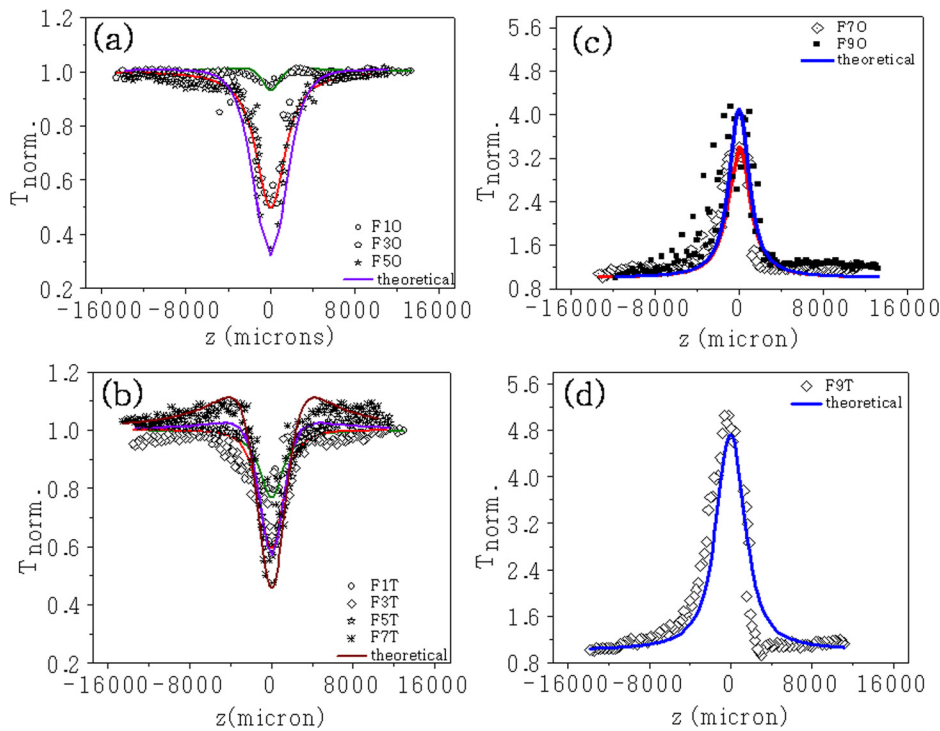 (a)
1.2
1.0
0.8
0.6
0.4
0.2
Tnorm.
F1O
F3O
F5O
theoretical
-16000 -8000 0 8000 16000
z (microns)
(c)
5.6
4.8
4.0
3.2
2.4
1.6
0.8
Tnorm.
F7O
F9O
theoretical
-16000 -8000 0 8000 16000
z (micron)
(b)
1.2
1.0
0.8
0.6
0.4
0.2
Tnorm.
F1T
F3T
F5T
F7T
theoretical
-16000 -8000 0 8000 16000
z(micron)
(d)
5.6
4.8
4.0
3.2
2.4
1.6
0.8
Tnorm.
F9T
theoretical
-16000 -8000 0 8000 16000
z (micron)